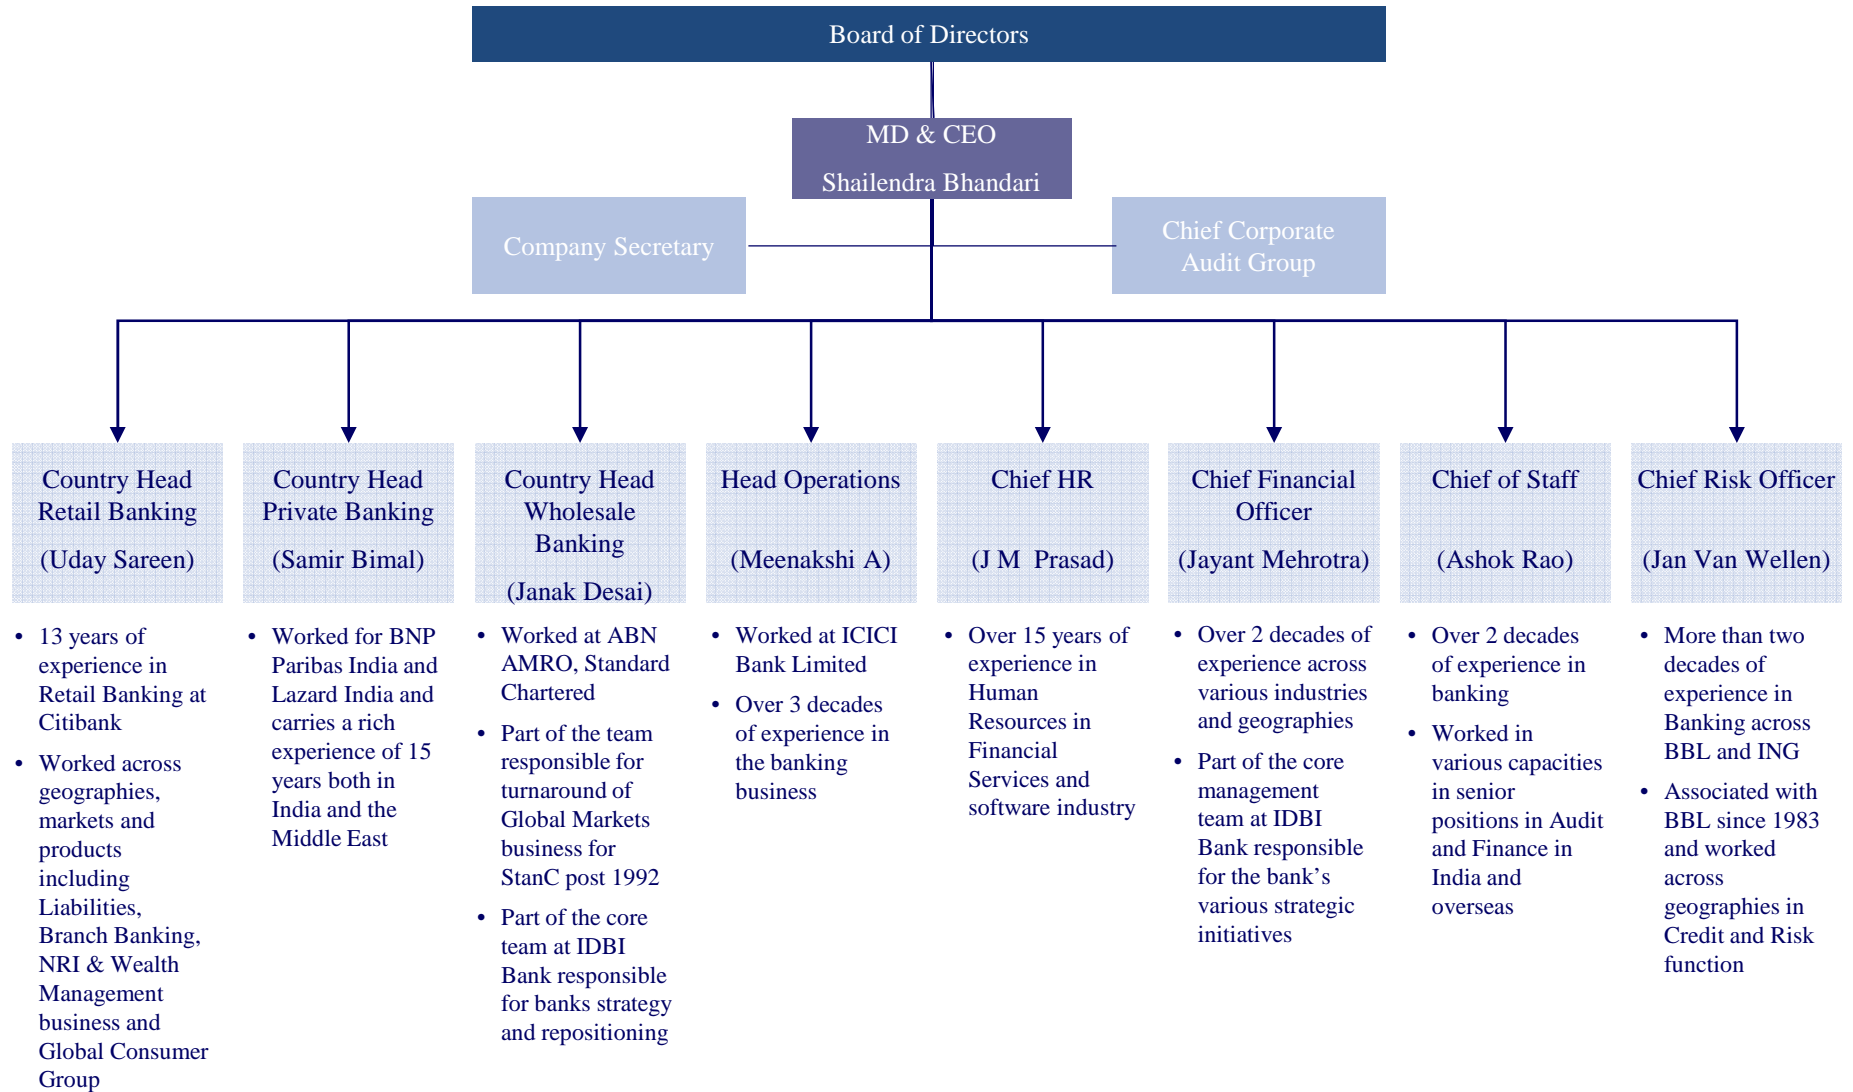 Board of Directors
MD & CEO
Shailendra Bhandari
Company Secretary
Chief Corporate
Audit Group
Country Head
Retail Banking
(Uday Sareen)
• 13 years of
experience in
Retail Banking at
Citibank
• Worked across
geographies,
markets and
products
including
Liabilities,
Branch Banking,
NRI & Wealth
Management
business and
Global Consumer
Group
Country Head
Private Banking
(Samir Bimal)
• Worked for BNP
Paribas India and
Lazard India and
carries a rich
experience of 15
years both in
India and the
Middle East
Country Head
Wholesale
Banking
(Janak Desai)
• Worked at ABN
AMRO, Standard
Chartered
• Part of the team
responsible for
turnaround of
Global Markets
business for
StanC post 1992
• Part of the core
team at IDBI
Bank responsible
for banks strategy
and repositioning
Head Operations
(Meenakshi A)
• Worked at ICICI
Bank Limited
• Over 3 decades
of experience in
the banking
business
Chief HR
(J M  Prasad)
• Over 15 years of
experience in
Human
Resources in
Financial
Services and
software industry
Chief Financial
Officer
(Jayant Mehrotra)
• Over 2 decades of
experience across
various industries
and geographies
• Part of the core
management
team at IDBI
Bank responsible
for the bank’s
various strategic
initiatives
Chief of Staff
(Ashok Rao)
• Over 2 decades
of experience in
banking
• Worked in
various capacities
in senior
positions in Audit
and Finance in
India and
overseas
Chief Risk Officer
(Jan Van Wellen)
• More than two
decades of
experience in
Banking across
BBL and ING
• Associated with
BBL since 1983
and worked
across
geographies in
Credit and Risk
function